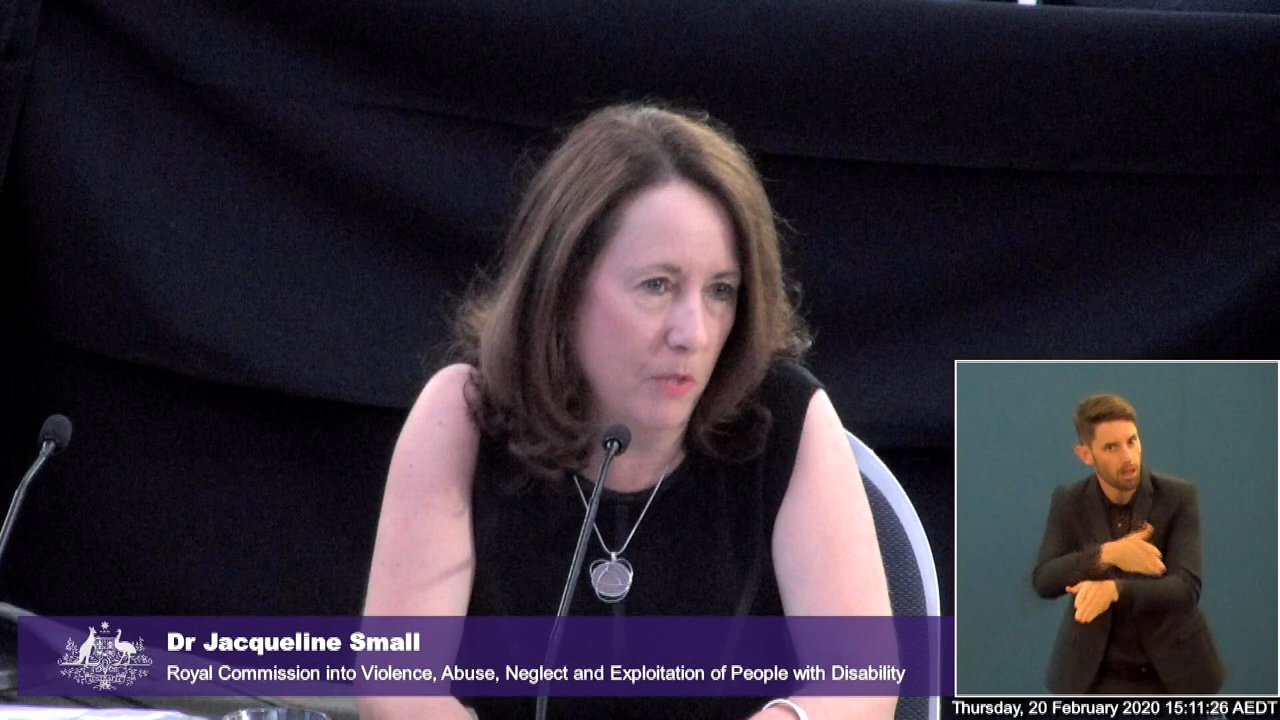 Dr Jacqueline Small
Royal Commission into Violence, Abuse, Neglect and Exploitation of People with Disability
Thursday, 20 February 2020 15:11:26 AEDT